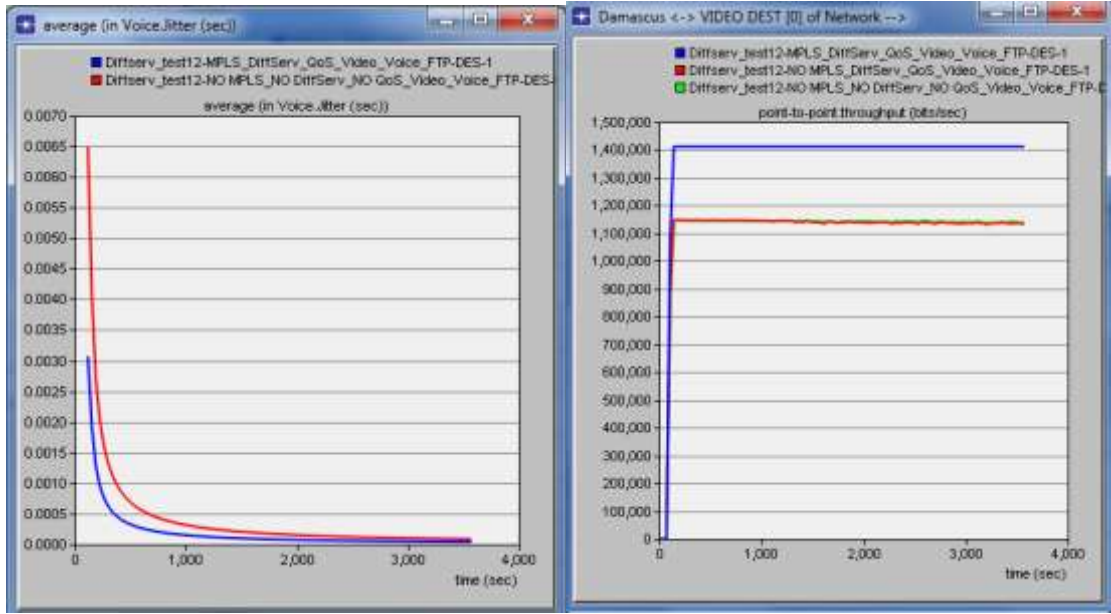 average (in Voice.Jitter (sec))
Diffserv_test12-MPLS_DiffServ_QoS_Video_Voice_FTP-DES-1
Diffserv_test12-NO MPLS_NO DiffServ_NO QoS_Video_Voice_FTP-DES-
average (in Voice.Jitter (sec))
0.0070
0.0065
0.0060
0.0055
0.0050
0.0045
0.0040
0.0035
0.0030
0.0025
0.0020
0.0015
0.0010
0.0005
0.0000
0 1,000 2,000 3,000 4,000
time (sec)
Damascus <-> VIDEO DEST [0] of Network -->
Diffserv_test12-MPLS_DiffServ_QoS_Video_Voice_FTP-DES-1
Diffserv_test12-NO MPLS_DiffServ_QoS_Video_Voice_FTP-DES-1
Diffserv_test12-NO MPLS_NO DiffServ_NO QoS_Video_Voice_FTP-D
point-to-point.throughput (bits/sec)
1,500,000
1,400,000
1,300,000
1,200,000
1,100,000
1,000,000
900,000
800,000
700,000
600,000
500,000
400,000
300,000
200,000
100,000
0
0 1,000 2,000 3,000 4,000
time (sec)